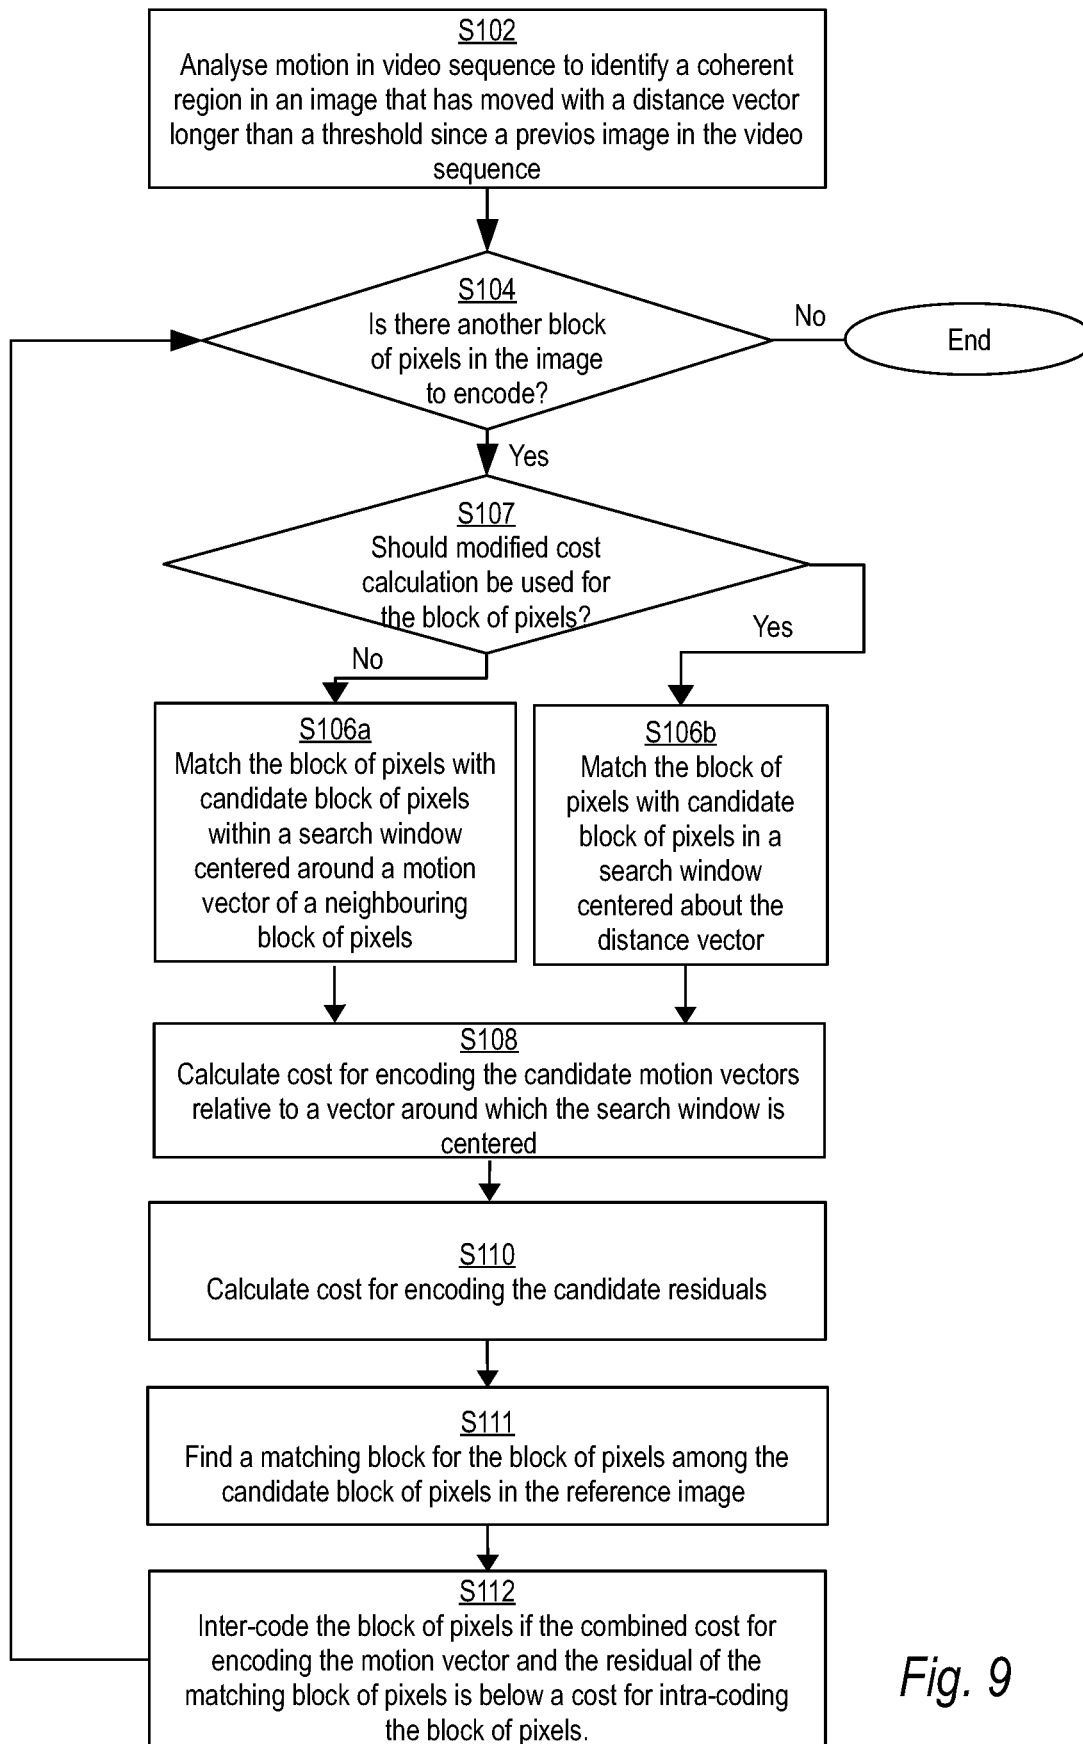 S102
Analyse motion in video sequence to identify a coherent
region in an image that has moved with a distance vector
longer than a threshold since a previos image in the video
sequence
S104
Is there another block
of pixels in the image
to encode?
No
End
Yes
S107
Should modified cost
calculation be used for
the block of pixels?
No
Yes
S106a
Match the block of pixels with
candidate block of pixels
within a search window
centered around a motion
vector of a neighbouring
block of pixels
S106b
Match the block of
pixels with candidate
block of pixels in a
search window
centered about the
distance vector
S108
Calculate cost for encoding the candidate motion vectors
relative to a vector around which the search window is
centered
S110
Calculate cost for encoding the candidate residuals
S111
Find a matching block for the block of pixels among the
candidate block of pixels in the reference image
S112
Inter-code the block of pixels if the combined cost for
encoding the motion vector and the residual of the
matching block of pixels is below a cost for intra-coding
the block of pixels.
Fig. 9